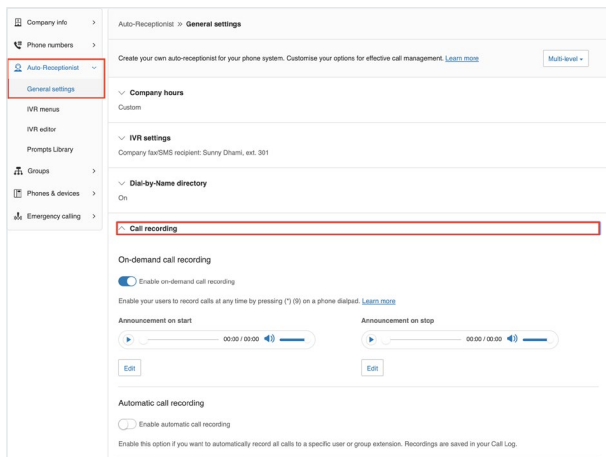 Company info
Phone numbers
Auto-Receptionist
General settings
IVR menus
IVR editor
Prompts Library
Groups
Phones & devices
Emergency calling
Auto-Receptionist » General settings
Create your own auto-receptionist for your phone system. Customise your options for effective call management. Learn more
Multi-level
Company hours
Custom
IVR settings
Company fax/SMS recipient: Sunny Dhami, ext. 301
Dial-by-Name directory
On
Call recording
On-demand call recording
Enable on-demand call recording
Enable your users to record calls at any time by pressing (*) (9) on a phone dialpad. Learn more
Announcement on start Announcement on stop
00:00 / 00:00 00:00 / 00:00
Edit Edit
Automatic call recording
Enable automatic call recording
Enable this option if you want to automatically record all calls to a specific user or group extension. Recordings are saved in your Call Log.